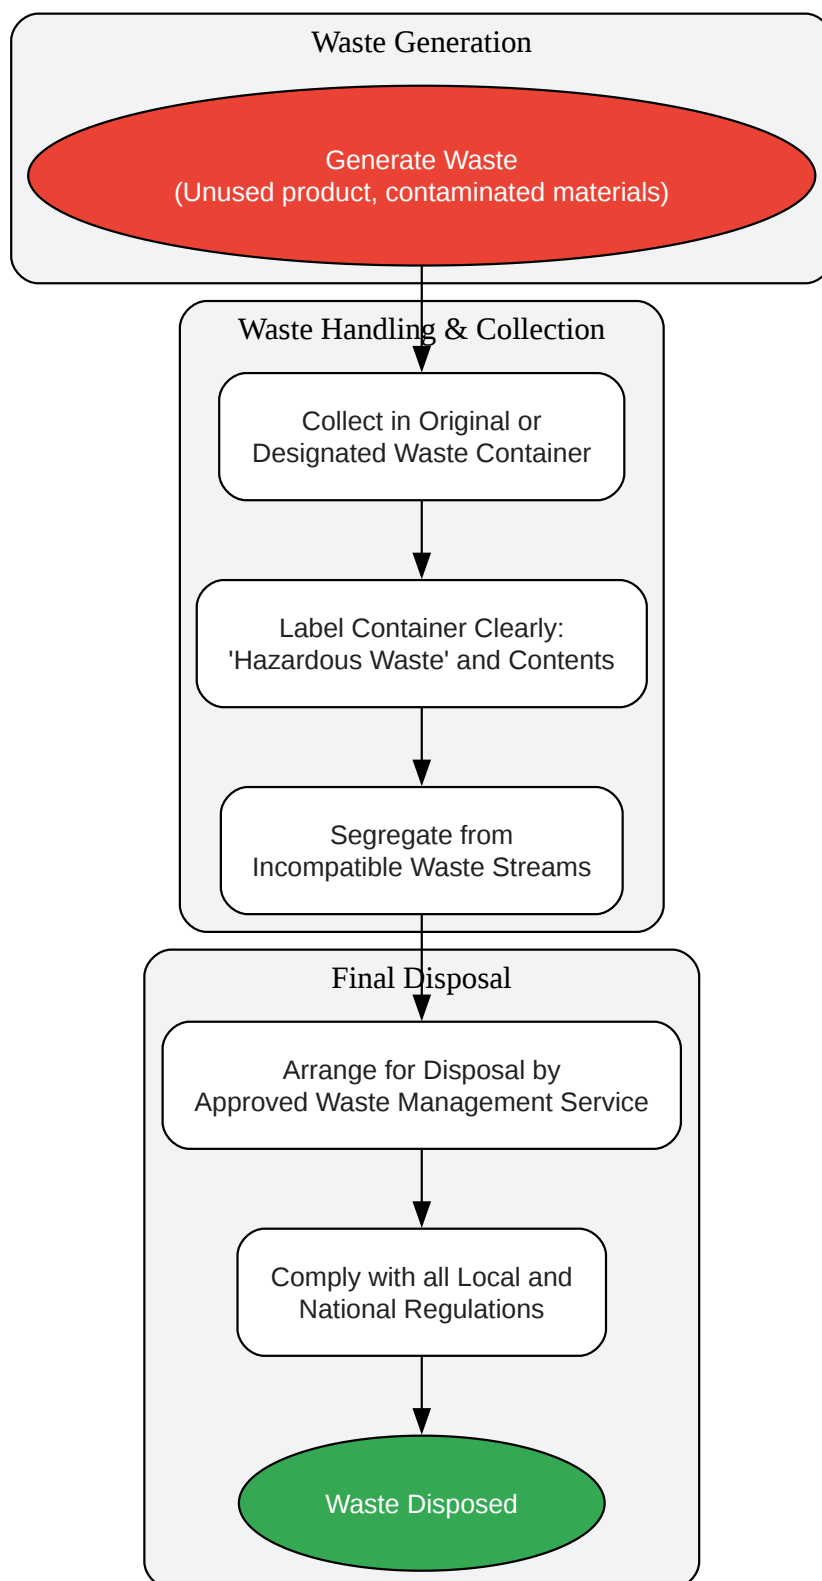 Waste Generation
Generate Waste
(Unused product, contaminated materials)
Waste Handling & Collection
Collect in Original or
Designated Waste Container
Label Container Clearly:
'Hazardous Waste' and Contents
Segregate from
Incompatible Waste Streams
Final Disposal
Arrange for Disposal by
Approved Waste Management Service
Comply with all Local and
National Regulations
Waste Disposed